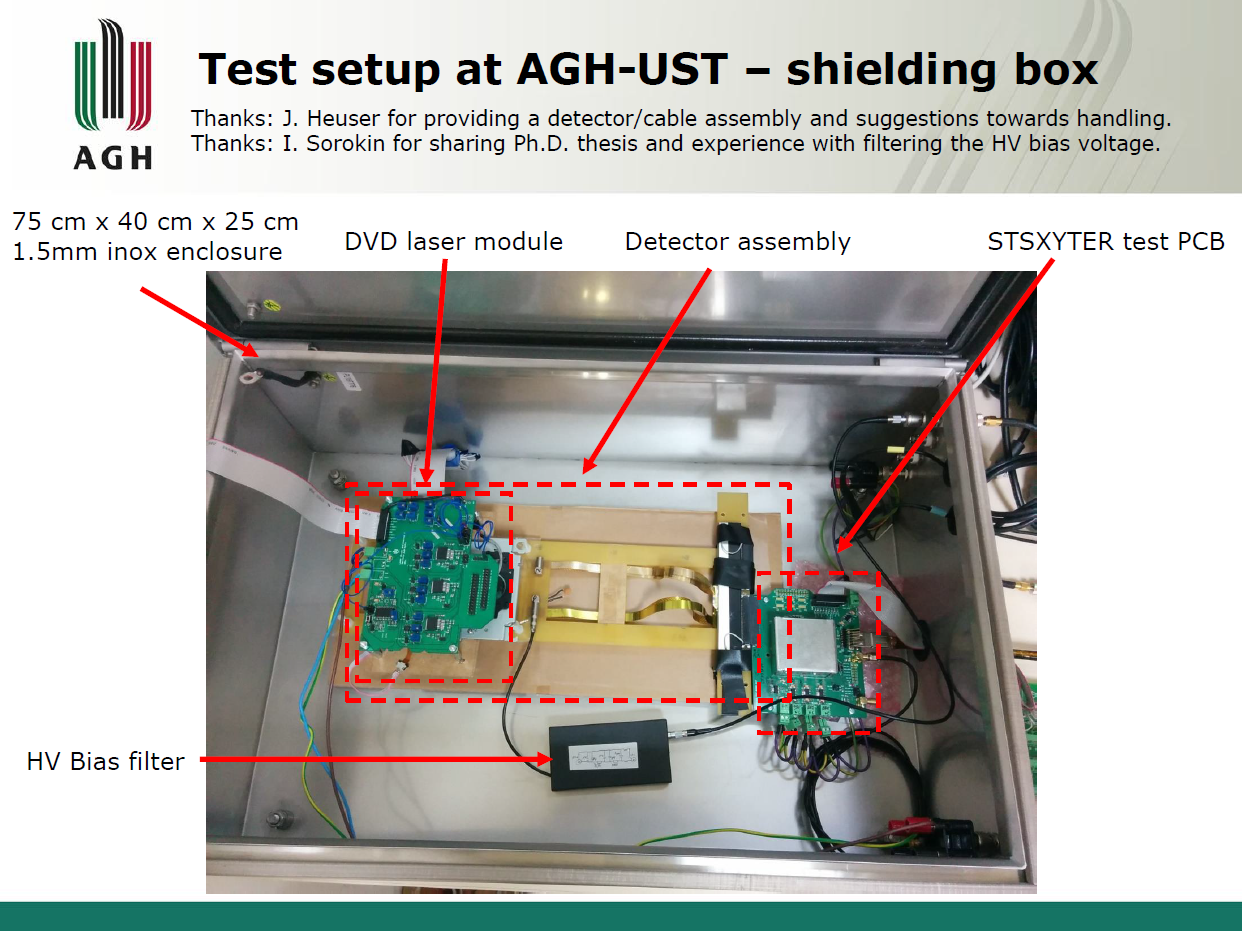 AGH
Test setup at AGH-UST – shielding box
Thanks: J. Heuser for providing a detector/cable assembly and suggestions towards handling.
Thanks: I. Sorokin for sharing Ph.D. thesis and experience with filtering the HV bias voltage.
75 cm x 40 cm x 25 cm
1.5mm inox enclosure
DVD laser module
Detector assembly
STSXYTER test PCB
HV Bias filter